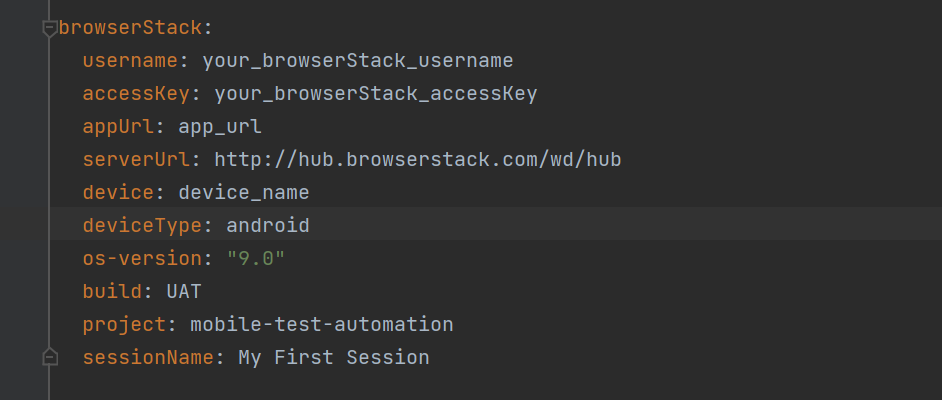 browserStack:
username: your_browserStack_username
accessKey: your_browserStack_accessKey
appUrl: app_url
serverUrl: http://hub.browserstack.com/wd/hub
device: device_name
deviceType: android
os-version: "9.0"
build: UAT
project: mobile-test-automation
sessionName: My First Session